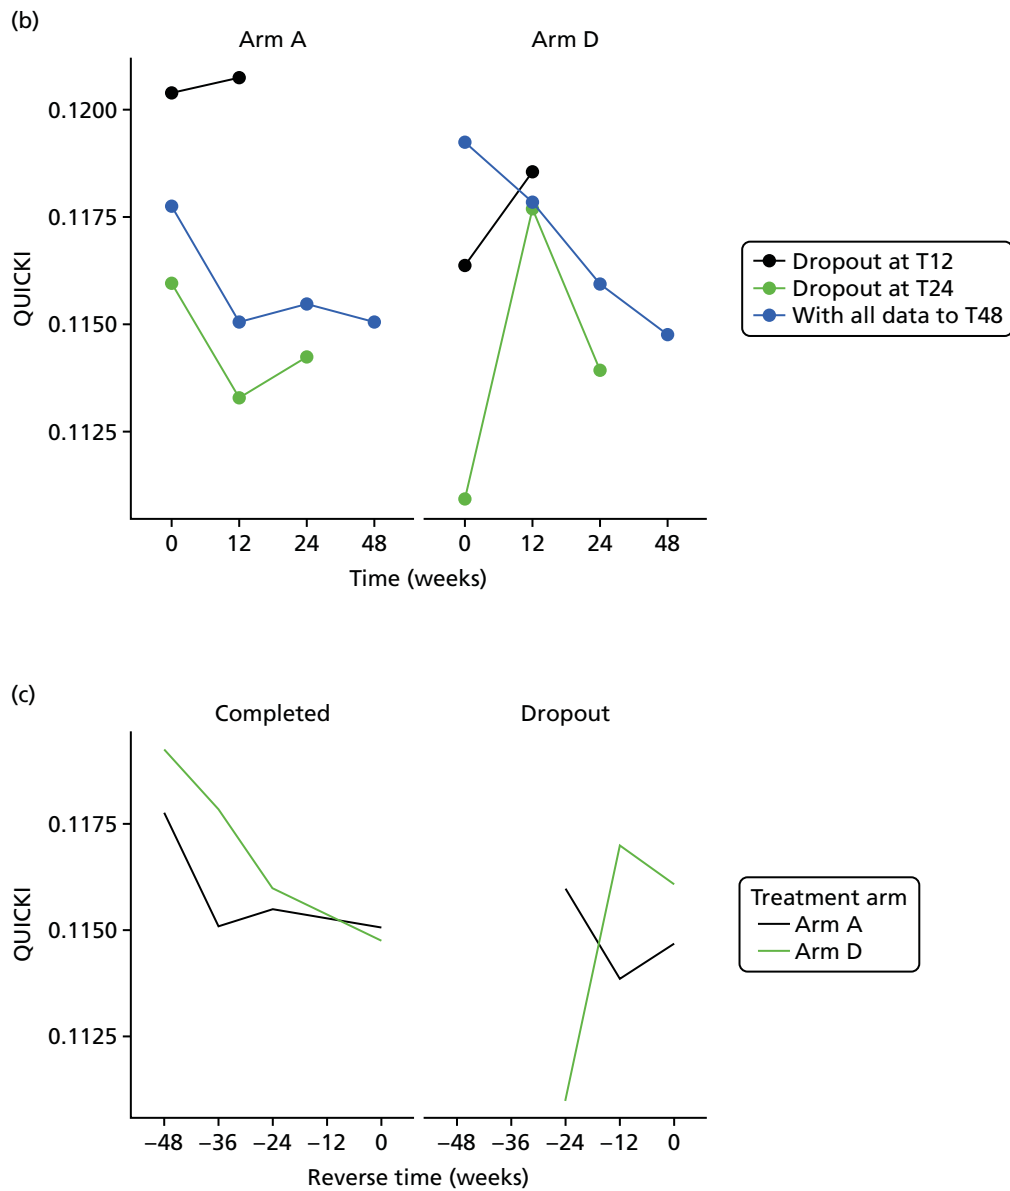 (b)
Arm A
Arm D
0.1200
0.1175
0.1150
0.1125
QUICKI
0 12 24 48
0 12 24 48
Time (weeks)
Dropout at T12
Dropout at T24
With all data to T48
(c)
Completed
Dropout
0.1175
0.1150
0.1125
QUICKI
−48 −36 −24 −12 0
−48 −36 −24 −12 0
Reverse time (weeks)
Treatment arm
Arm A
Arm D